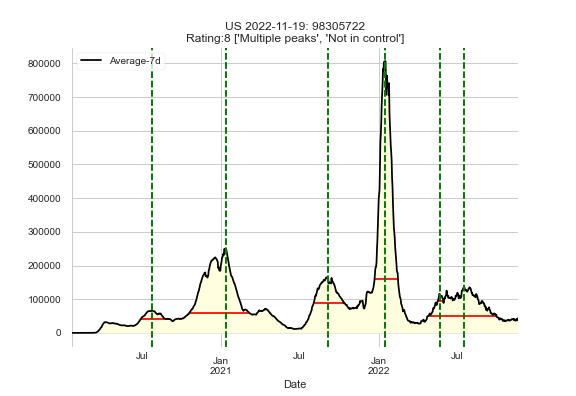 US 2022-11-19: 98305722
Rating:8 ['Multiple peaks', 'Not in control']
Average-7d
800000
700000
600000
500000
400000
300000
200000
100000
0
Jul
Jan
2021
Jul
Jan
2022
Jul
Date